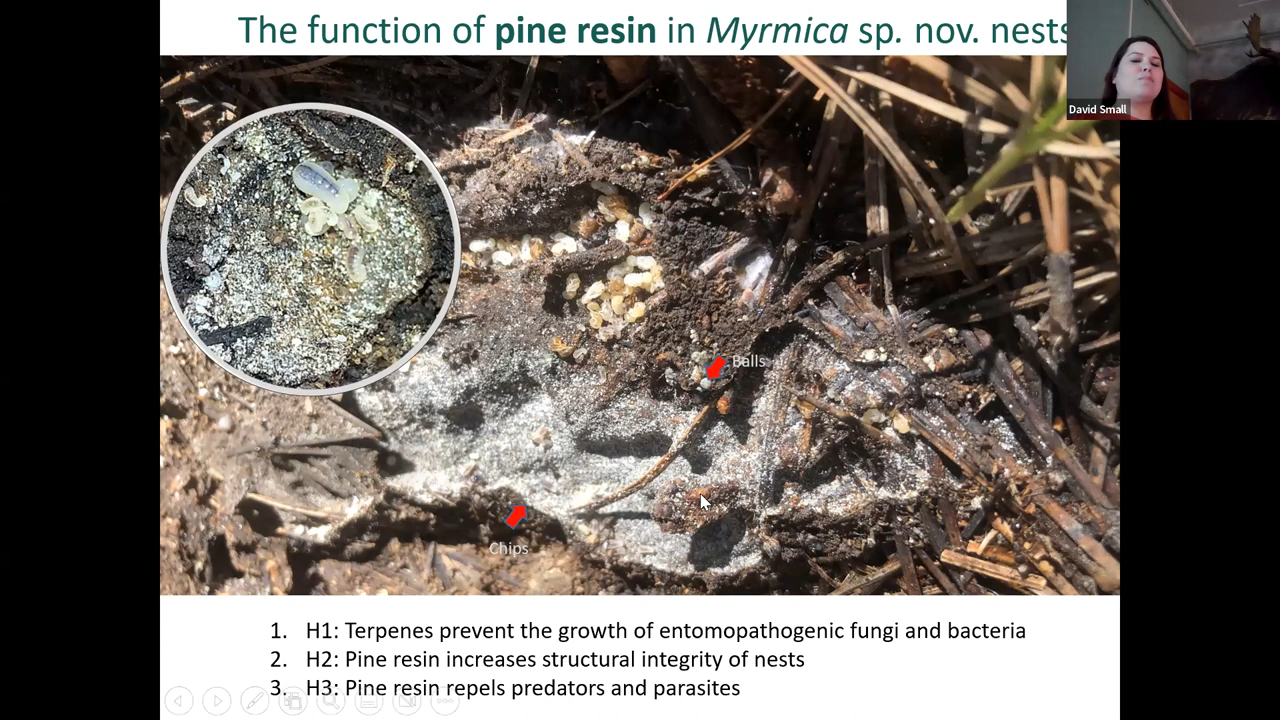 The function of pine resin in Myrmica sp. nov. nests
David Small
Balls
Chips
1. H1: Terpenes prevent the growth of entomopathogenic fungi and bacteria
2. H2: Pine resin increases structural integrity of nests
3. H3: Pine resin repels predators and parasites